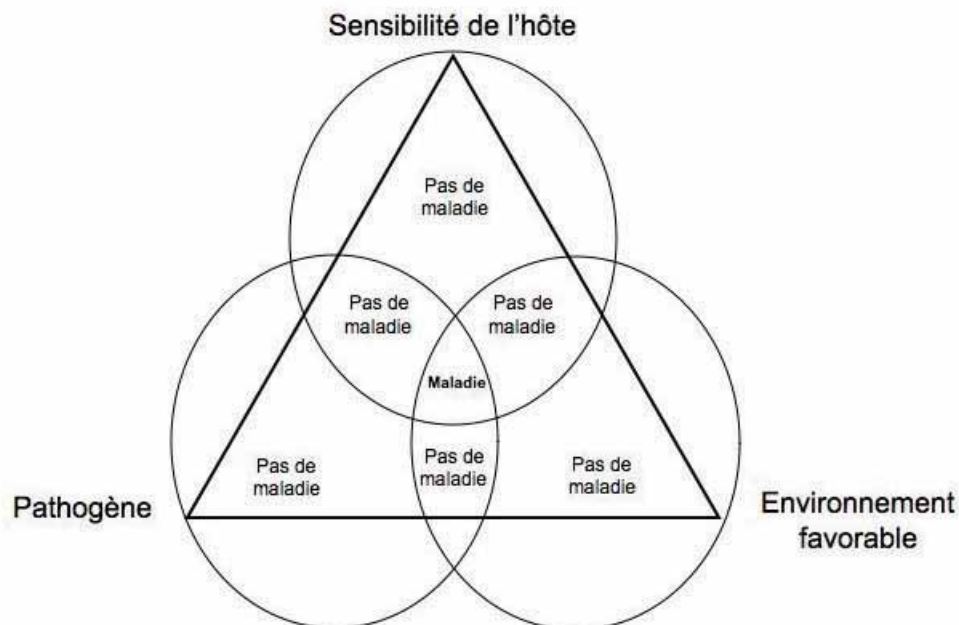 Sensibilité de l'hôte
Pas de
maladie
Pas de
maladie
Pas de
maladie
Maladie
Pas de
maladie
Pas de
maladie
Pas de
maladie
Pathogène
Environnement
favorable